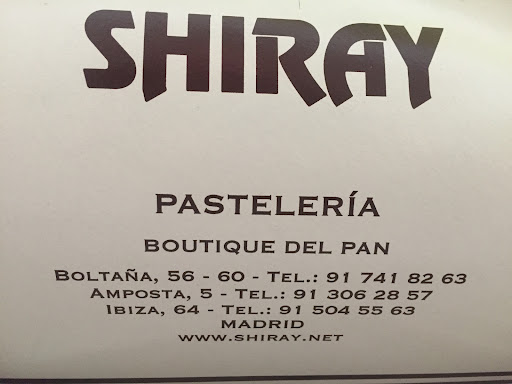 SHIRAY
PASTELERÍA
BOUTIQUE DEL PAN
BOLTAÑA, 56 - 60 - TEL.: 91 741 82 63
AMPOSTA, 5 - TEL.: 91 306 28 57
IBIZA, 64 - TEL.: 91 504 55 63
MADRID
WWW.SHIRAY.NET